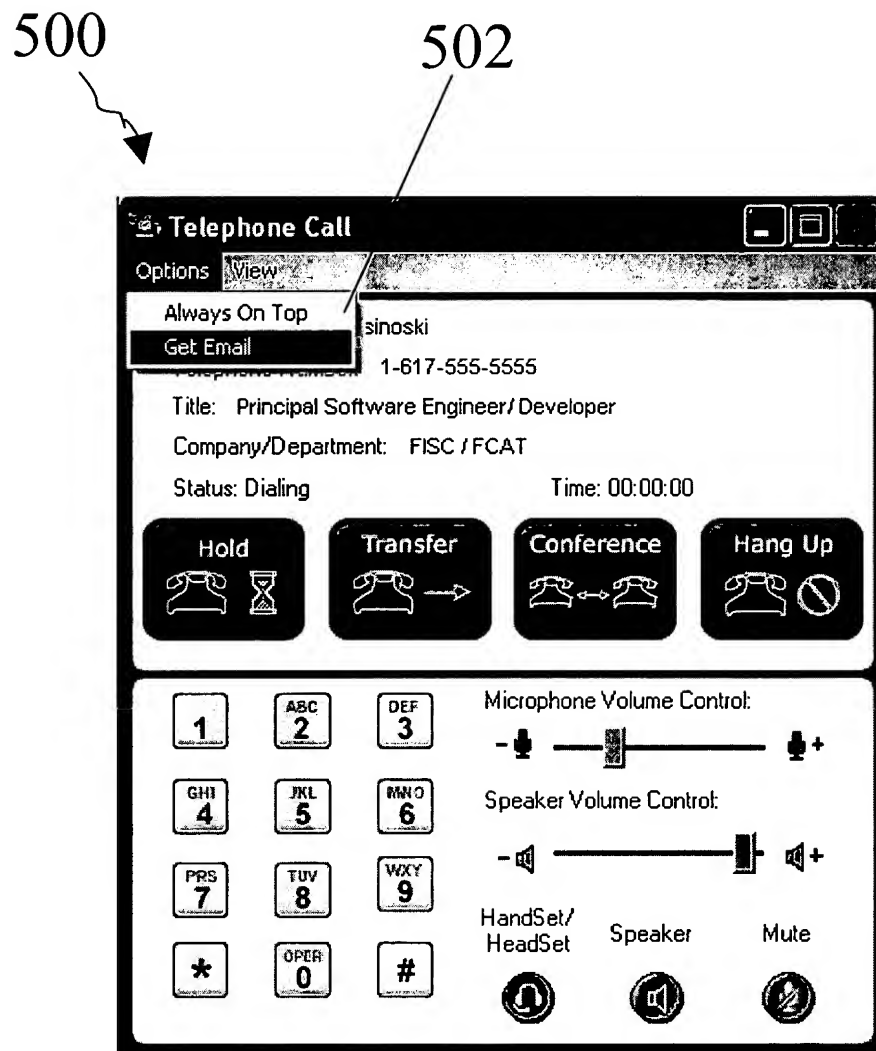 500
502
Telephone Call
Options View
Always On Top
sinoski
Get Email
1-617-555-5555
Title: Principal Software Engineer/Developer
Company/Department: FISC / FCAT
Status: Dialing Time: 00:00:00
Hold Transfer Conference Hang Up
Microphone Volume Control:
1 ABC 2 DEF 3
- +
GHI 4 JKL 5 MNO 6
Speaker Volume Control:
- +
PRS 7 TUV 8 WXY 9
HandSet/
HeadSet Speaker Mute
* OPER 0 #